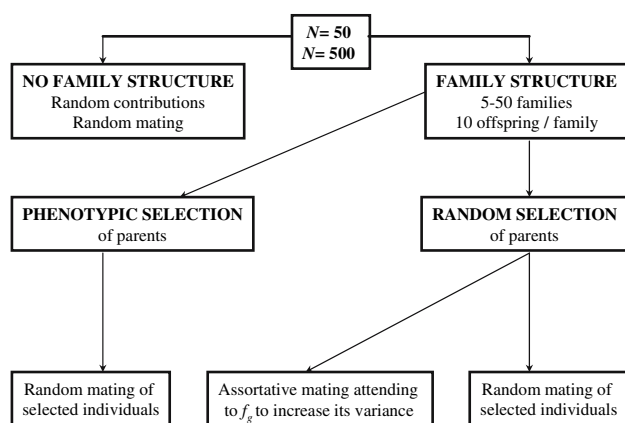 N= 50
N= 500
NO FAMILY STRUCTURE
Random contributions
Random mating
FAMILY STRUCTURE
5-50 families
10 offspring / family
PHENOTYPIC SELECTION
of parents
RANDOM SELECTION
of parents
Random mating of
selected individuals
Assortative mating attending
to fg to increase its variance
Random mating of
selected individuals